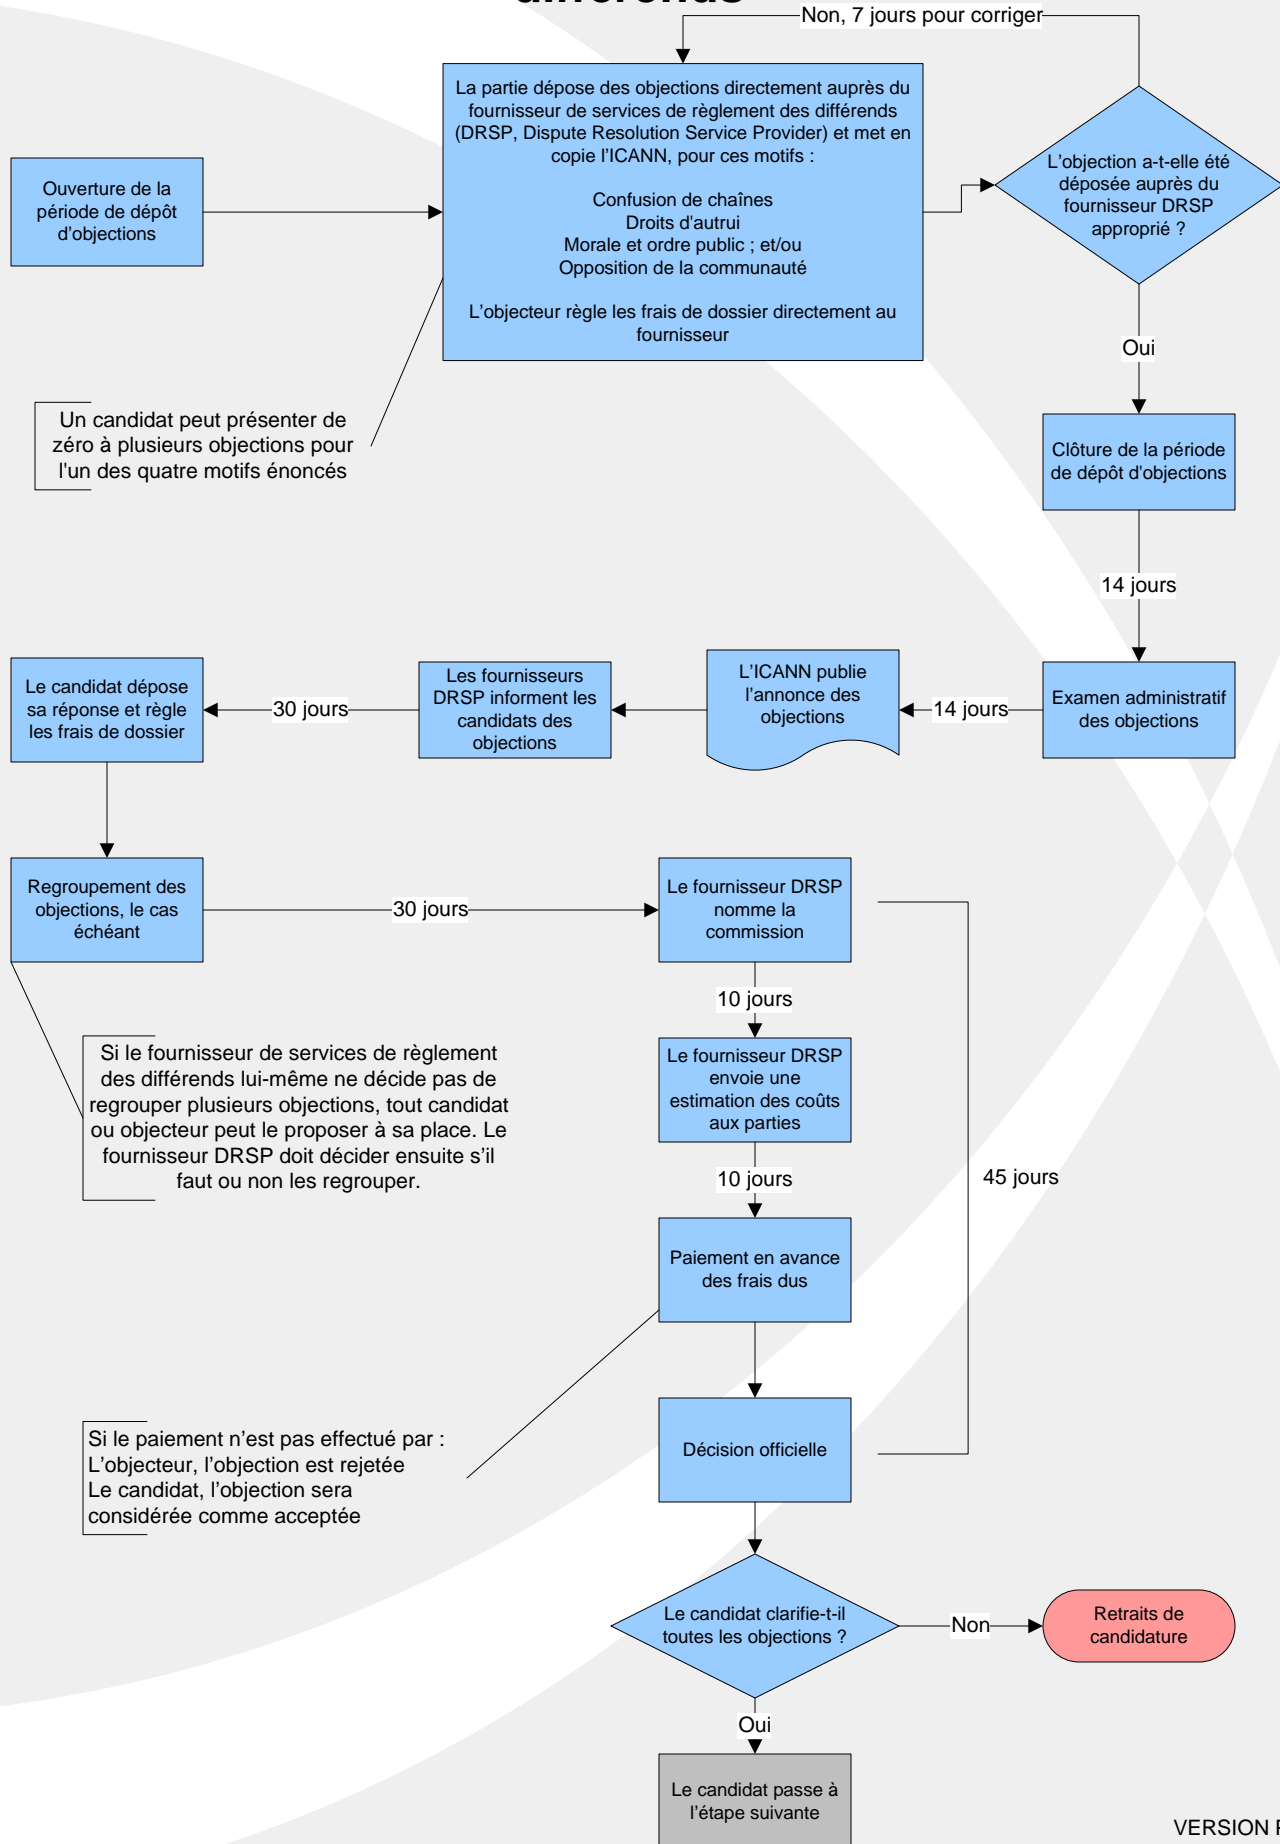 différends
Non, 7 jours pour corriger
La partie dépose des objections directement auprès du
fournisseur de services de règlement des différends
(DRSP, Dispute Resolution Service Provider) et met en
copie l’ICANN, pour ces motifs :
Confusion de chaînes
Droits d'autrui
Morale et ordre public ; et/ou
Opposition de la communauté
L’objecteur règle les frais de dossier directement au
fournisseur
Ouverture de la
période de dépôt
d’objections
L’objection a-t-elle été
déposée auprès du
fournisseur DRSP
approprié ?
Oui
Un candidat peut présenter de
zéro à plusieurs objections pour
l'un des quatre motifs énoncés
Clôture de la période
de dépôt d'objections
14 jours
Examen administratif
des objections
14 jours
L’ICANN publie
l’annonce des
objections
Les fournisseurs
DRSP informent les
candidats des
objections
30 jours
Le candidat dépose
sa réponse et règle
les frais de dossier
Regroupement des
objections, le cas
échéant
30 jours
Le fournisseur DRSP
nomme la
commission
10 jours
Si le fournisseur de services de règlement
des différends lui-même ne décide pas de
regrouper plusieurs objections, tout candidat
ou objecteur peut le proposer à sa place. Le
fournisseur DRSP doit décider ensuite s’il
faut ou non les regrouper.
Le fournisseur DRSP
envoie une
estimation des coûts
aux parties
10 jours
45 jours
Paiement en avance
des frais dus
Si le paiement n’est pas effectué par :
L’objecteur, l’objection est rejetée
Le candidat, l’objection sera
considérée comme acceptée
Décision officielle
Le candidat clarifie-t-il
toutes les objections ?
Non
Retraits de
candidature
Oui
Le candidat passe à
l’étape suivante
VERSION